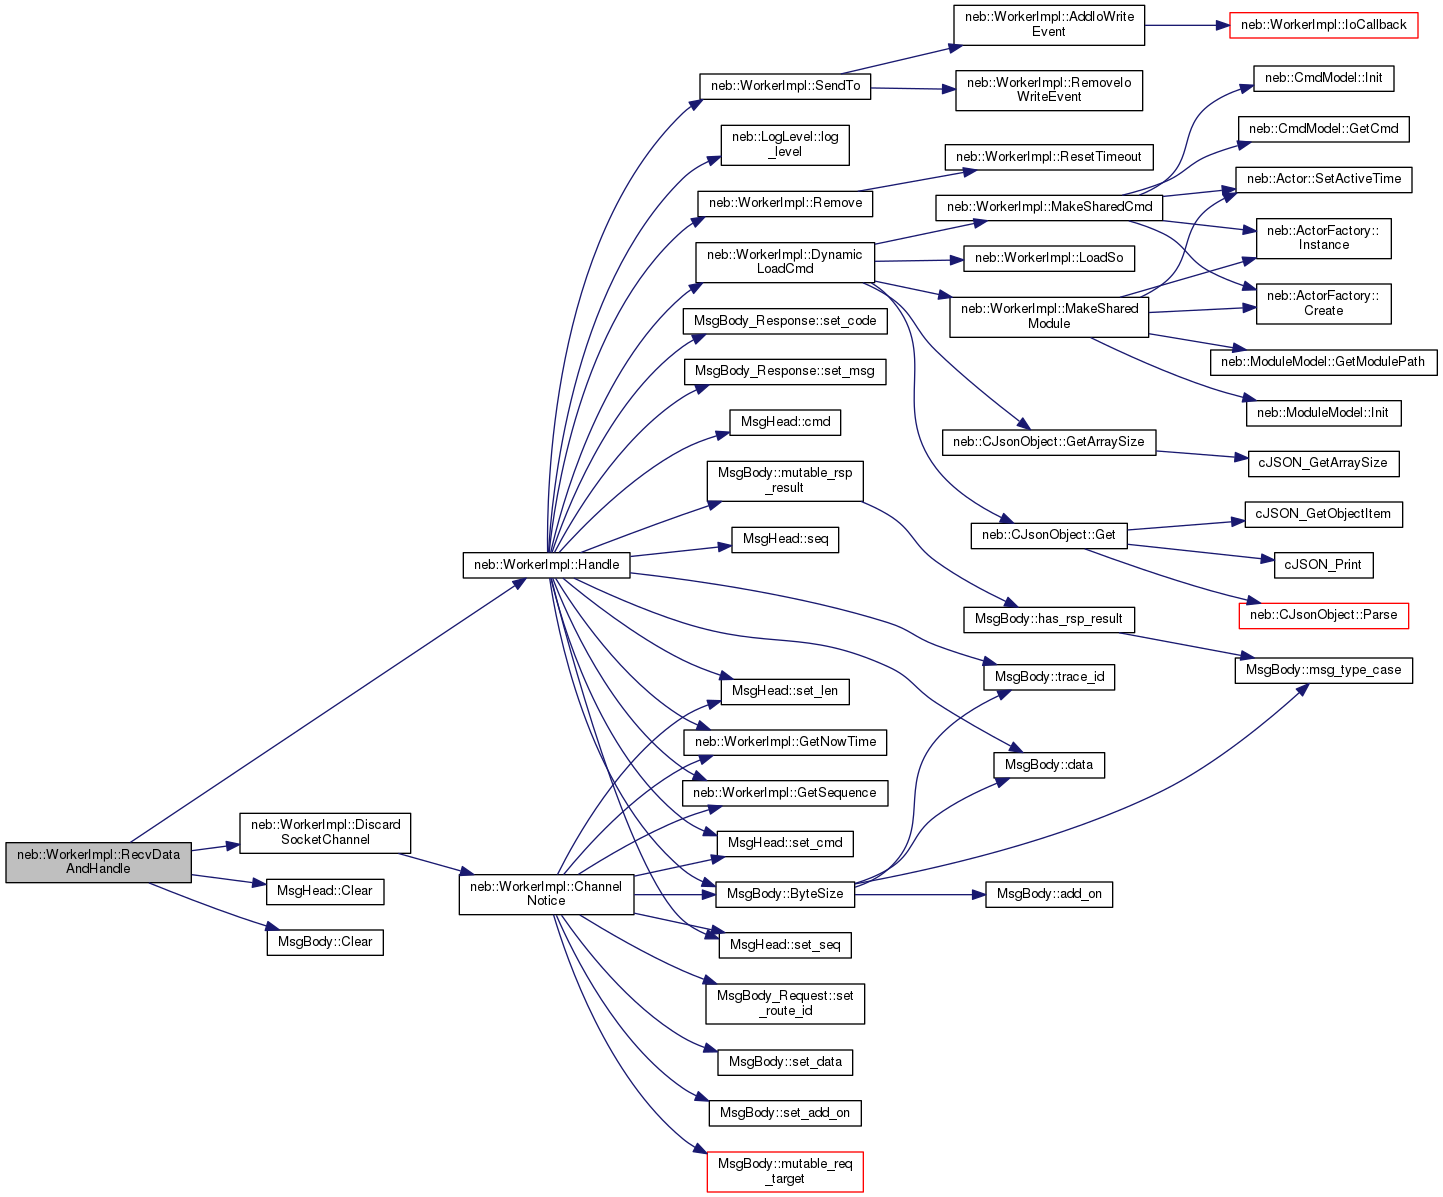 neb::WorkerImpl::RecvData
AndHandle
neb::WorkerImpl::Discard
SocketChannel
MsgHead::Clear
MsgBody::Clear
neb::WorkerImpl::Handle
neb::WorkerImpl::Channel
Notice
neb::WorkerImpl::SendTo
neb::LogLevel::log
_level
neb::WorkerImpl::Remove
neb::WorkerImpl::Dynamic
LoadCmd
MsgBody_Response::set_code
MsgBody_Response::set_msg
MsgHead::cmd
MsgBody::mutable_rsp
_result
MsgHead::seq
MsgHead::set_len
neb::WorkerImpl::GetNowTime
neb::WorkerImpl::GetSequence
MsgHead::set_cmd
MsgBody::ByteSize
MsgHead::set_seq
MsgBody_Request::set
_route_id
MsgBody::set_data
MsgBody::set_add_on
MsgBody::mutable_req
_target
neb::WorkerImpl::AddIoWrite
Event
neb::WorkerImpl::RemoveIo
WriteEvent
neb::WorkerImpl::ResetTimeout
neb::WorkerImpl::MakeSharedCmd
neb::WorkerImpl::LoadSo
neb::WorkerImpl::MakeShared
Module
neb::CJsonObject::GetArraySize
neb::CJsonObject::Get
MsgBody::has_rsp_result
MsgBody::trace_id
MsgBody::data
MsgBody::add_on
neb::WorkerImpl::IoCallback
neb::CmdModel::Init
neb::CmdModel::GetCmd
neb::Actor::SetActiveTime
neb::ActorFactory::
Instance
neb::ActorFactory::
Create
neb::ModuleModel::GetModulePath
neb::ModuleModel::Init
cJSON_GetArraySize
cJSON_GetObjectItem
cJSON_Print
neb::CJsonObject::Parse
MsgBody::msg_type_case